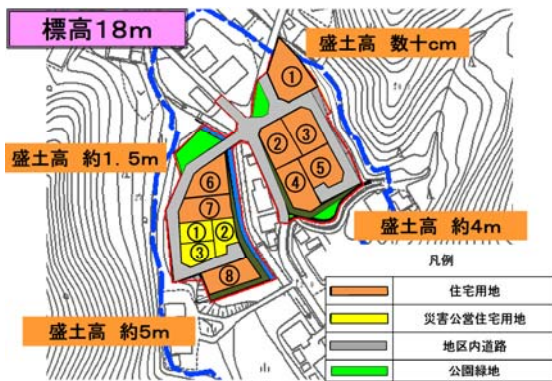 標高18m
盛土高 数十cm
①
②
③
④
⑤
盛土高 約1.5m
⑥
⑦
①
②
③
⑧
盛土高 約4m
盛土高 約5m
凡例
住宅用地
災害公営住宅用地
地区内道路
公園緑地